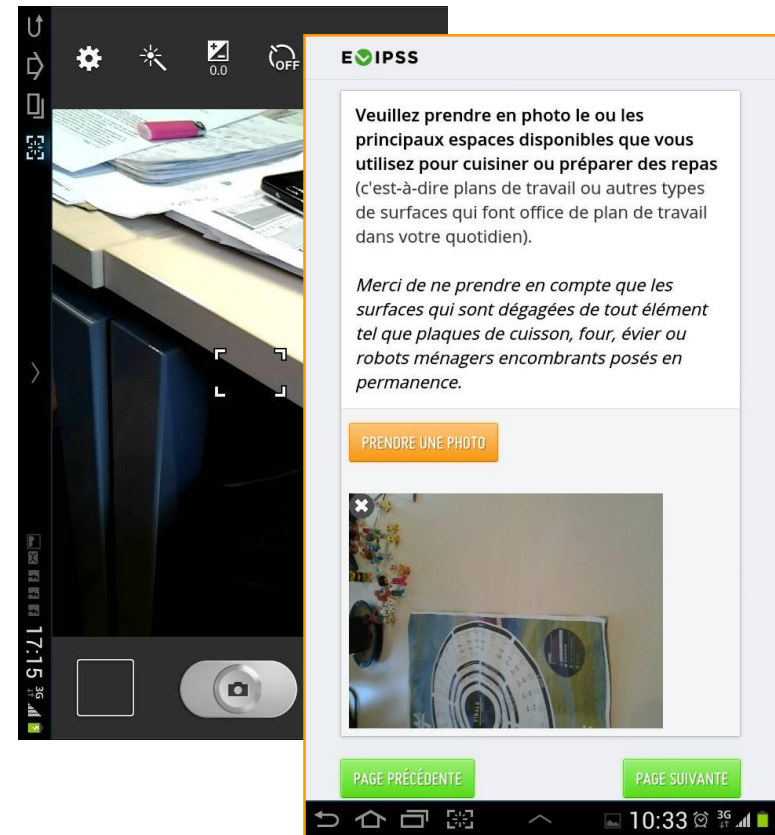 0.0
OFF
17:15
3G
EIPSS
Veuillez prendre en photo le ou les
principaux espaces disponibles que vous
utilisez pour cuisiner ou préparer des repas
(c'est-à-dire plans de travail ou autres types
de surfaces qui font office de plan de travail
dans votre quotidien).
Merci de ne prendre en compte que les
surfaces qui sont dégagées de tout élément
tel que plaques de cuisson, four, évier ou
robots ménagers encombrants posés en
permanence.
PRENDRE UNE PHOTO
FINALE
PAGE PRÉCÉDENTE
PAGE SUIVANTE
10:33
3G